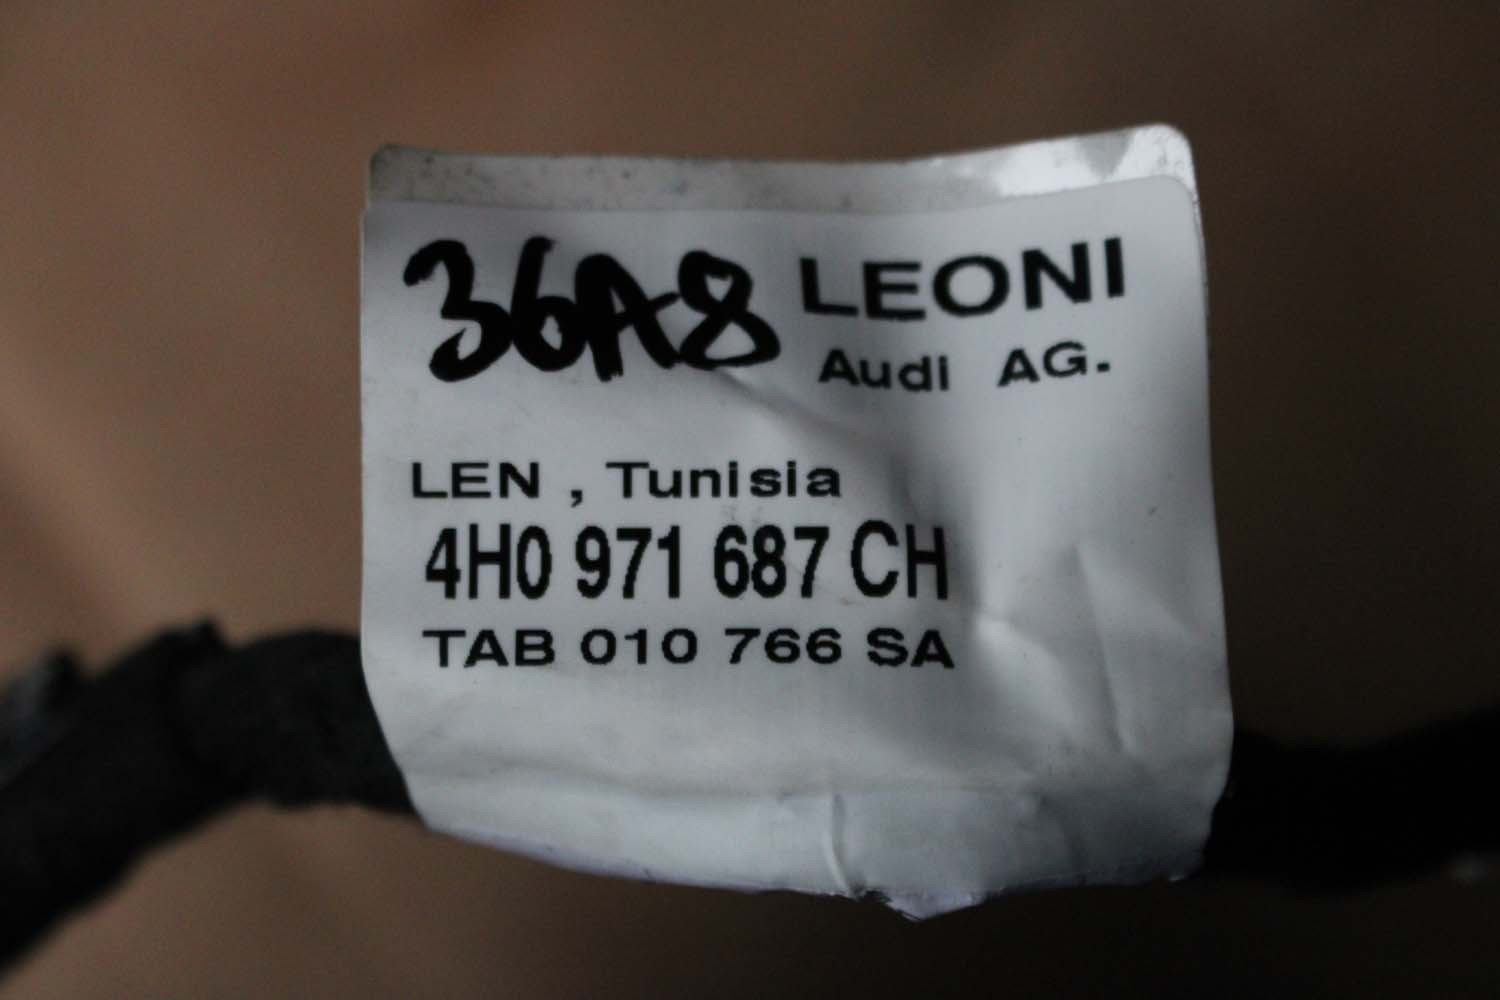 36A8 LEONI
Audi AG.
LEN , Tunisia
4H0 971 687 CH
TAB 010 766 SA